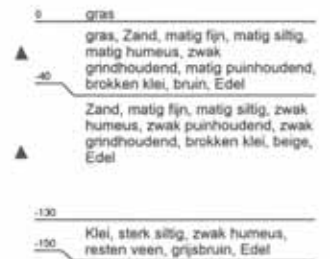 0 gras
gras, Zand, matig fijn, matig siltig,
matig humeus, zwak
grindhoudend, matig puinhoudend,
-40 brokken klei, bruin, Edel
Zand, matig fijn, matig siltig, zwak
humeus, zwak puinhoudend, zwak
grindhoudend, brokken klei, beige,
Edel
-130
Klei, sterk siltig, zwak humeus,
-150 resten veen, grijsbruin, Edel